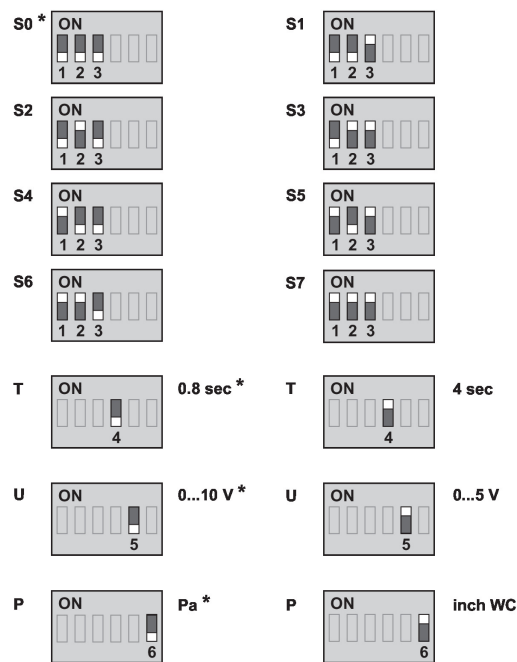 S0 * ON 1 2 3
S1 ON 1 2 3
S2 ON 1 2 3
S3 ON 1 2 3
S4 ON 1 2 3
S5 ON 1 2 3
S6 ON 1 2 3
S7 ON 1 2 3
T ON 4 0.8 sec *
T ON 4 4 sec
U ON 5 0...10 V *
U ON 5 0...5 V
P ON 6 Pa *
P ON 6 inch WC